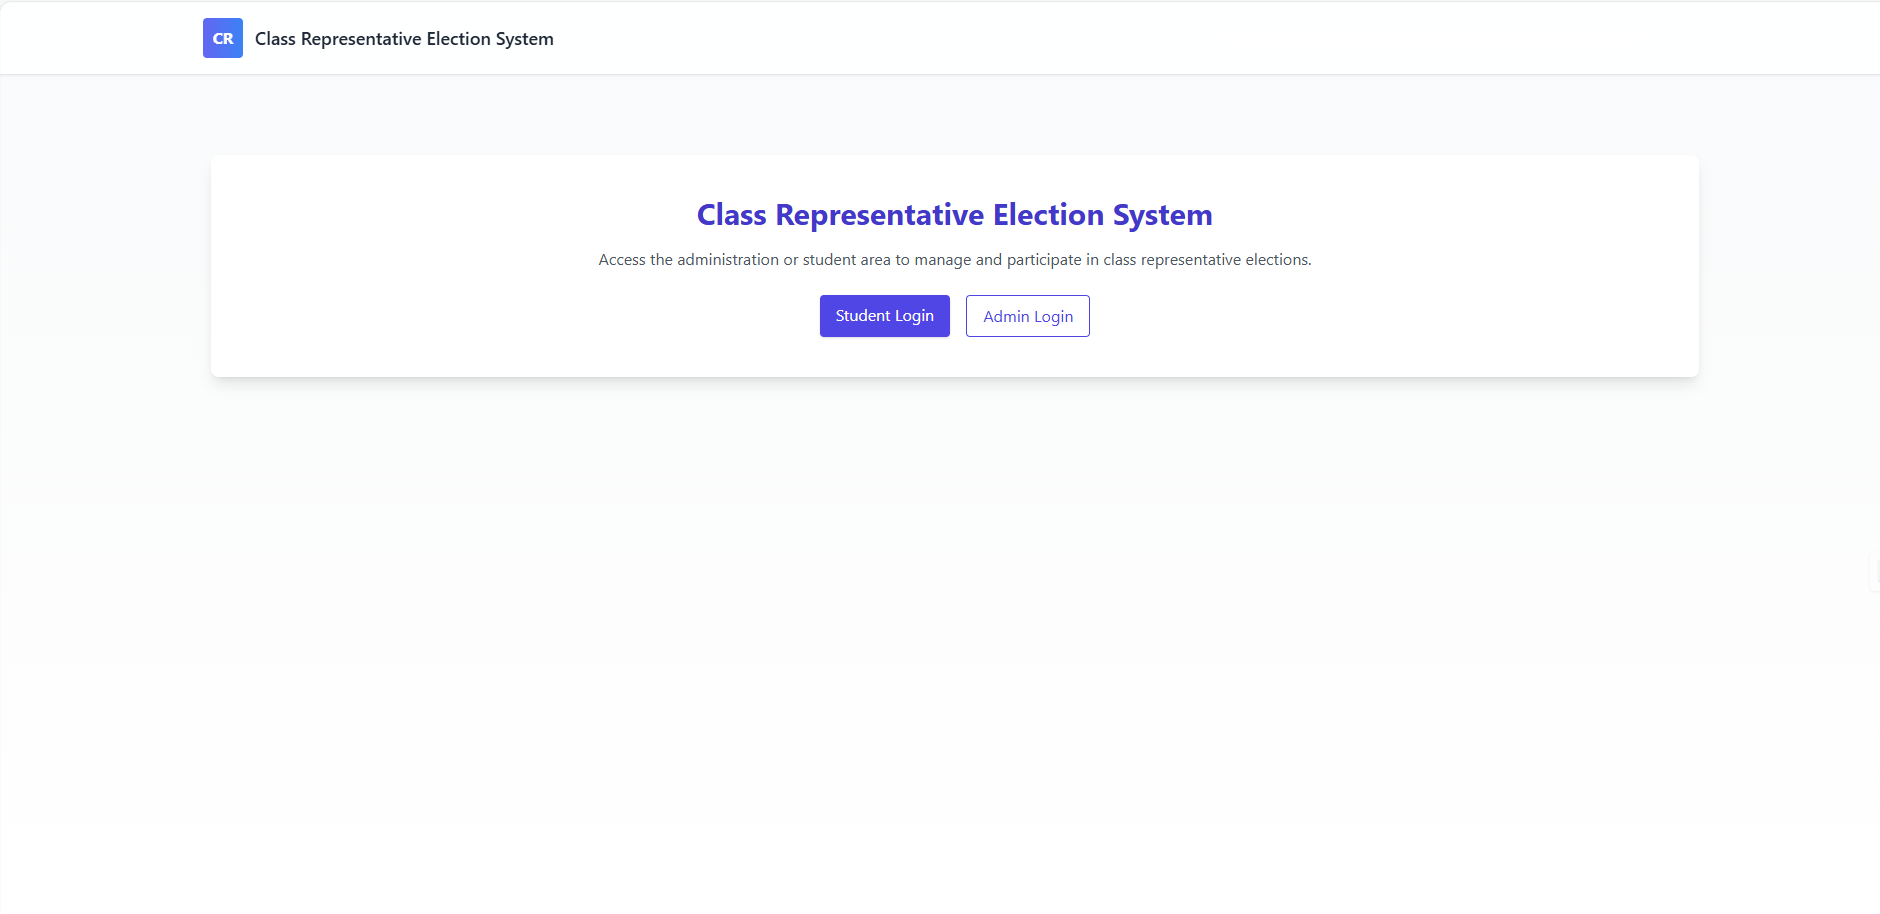 CR Class Representative Election System
Class Representative Election System
Access the administration or student area to manage and participate in class representative elections.
Student Login Admin Login